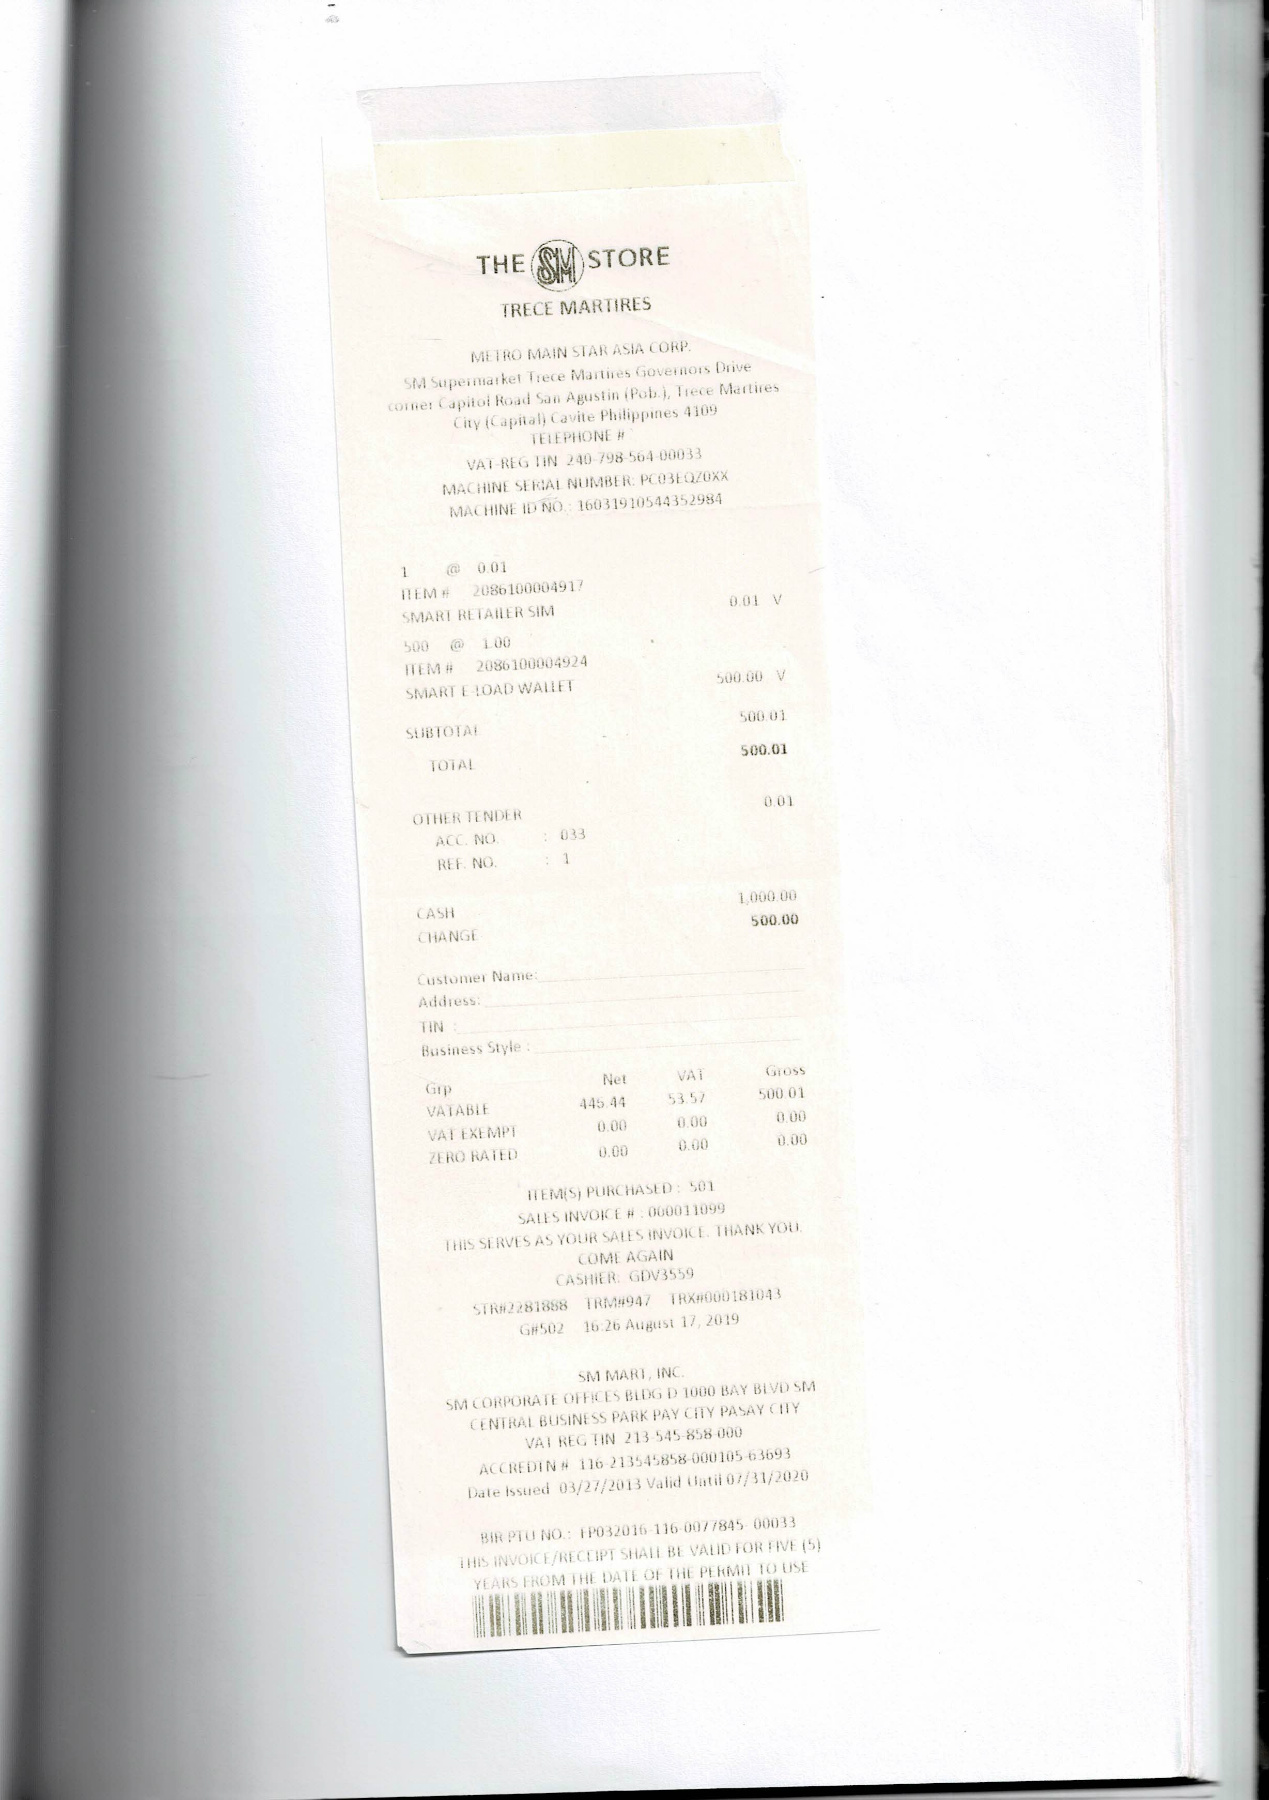 THE SM STORE
TRECE MARTIRES
METRO MAIN STAR ASIA CORP.
SM Supermarket Trece Martires Governors Drive
corner Capitol Road San Agustin (Pob.), Trece Martires
City (Capital) Cavite Philippines 4109
TELEPHONE #
VAT-REG TIN 240-798-564-00033
MACHINE SERIAL NUMBER: PC03EQZ0XX
MACHINE ID NO.: 16031910544352984
1 @ 0.01
ITEM # 2086100004917
SMART RETAILER SIM 0.01 V
500 @ 1.00
ITEM # 2086100004924
SMART E-LOAD WALLET 500.00 V
SUBTOTAL 500.01
TOTAL 500.01
OTHER TENDER 0.01
ACC. NO. : 033
REF. NO. : 1
CASH 1,000.00
CHANGE 500.00
Customer Name:
Address:
TIN :
Business Style :
Grp Net VAT Gross
VATABLE 446.44 53.57 500.01
VAT EXEMPT 0.00 0.00 0.00
ZERO RATED 0.00 0.00 0.00
ITEM(S) PURCHASED : 501
SALES INVOICE # : 000011099
THIS SERVES AS YOUR SALES INVOICE. THANK YOU.
COME AGAIN
CASHIER: GDV3559
STR#2281888 TRM#947 TRX#000181043
G#502 16:26 August 17, 2019
SM MART, INC.
SM CORPORATE OFFICES BLDG D 1000 BAY BLVD SM
CENTRAL BUSINESS PARK PAY CITY PASAY CITY
VAT REG TIN 213-545-858-000
ACCREDTN # 116-213545858-000105-63693
Date Issued 03/27/2013 Valid Until 07/31/2020
BIR PTU NO.: FP032016-116-0077845- 00033
THIS INVOICE/RECEIPT SHALL BE VALID FOR FIVE (5)
YEARS FROM THE DATE OF THE PERMIT TO USE